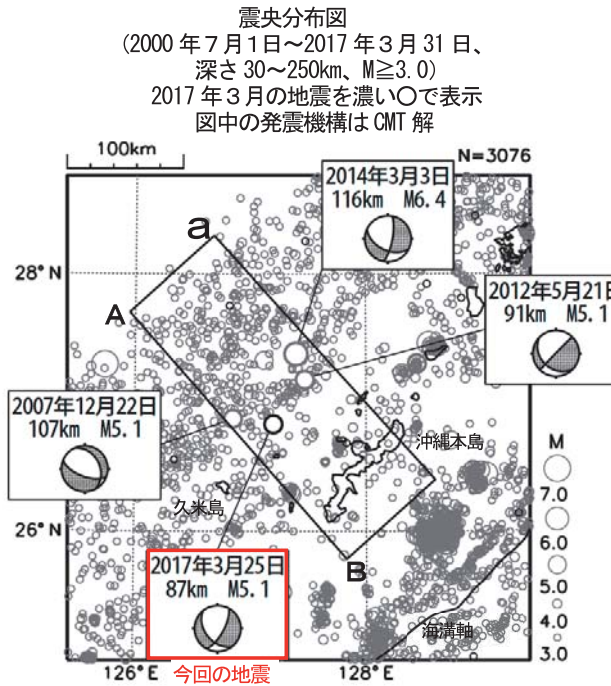 震央分布図
(2000年7月1日～2017年3月31日、
深さ30～250km、M≧3.0)
2017年3月の地震を濃い○で表示
図中の発震機構はCMT解
100km
N=3076
2014年3月3日
116km M6.4
a
28°N
2012年5月21日
91km M5.1
A
2007年12月22日
107km M5.1
沖縄本島
久米島
M
7.0
6.0
5.0
4.0
3.0
26°N
B
2017年3月25日
87km M5.1
海溝軸
126°E
128°E
今回の地震